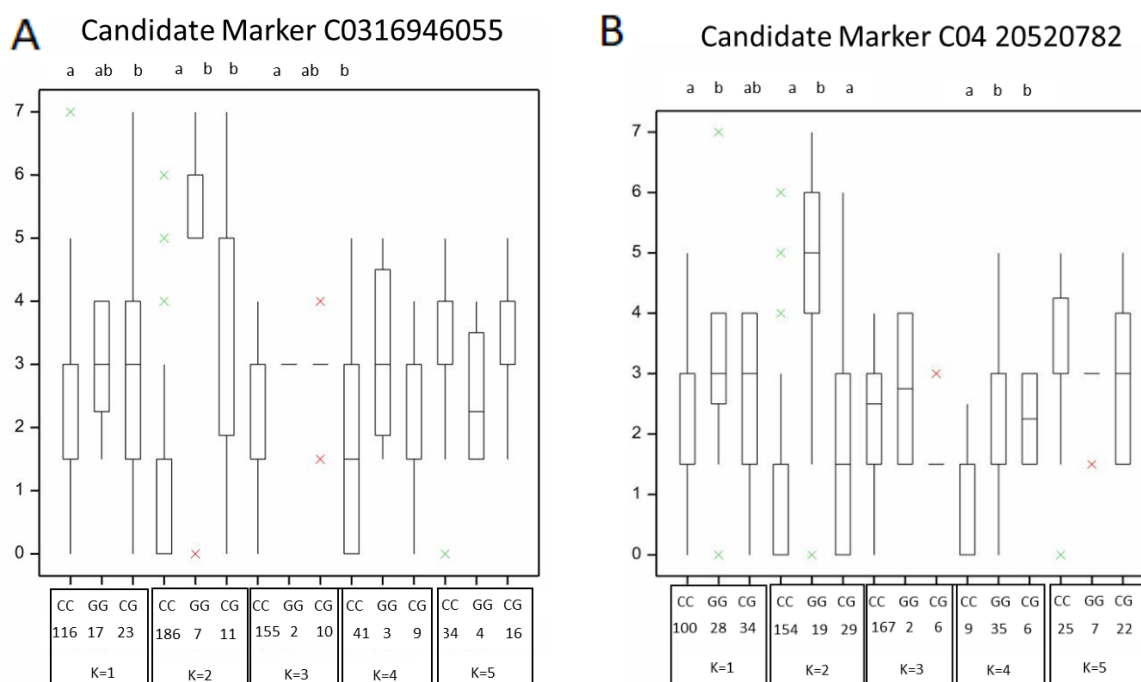 A Candidate Marker C0316946055
a ab b a b b a ab b
7
6
5
4
3
2
1
0
CC GG CG CC GG CG CC GG CG CC GG CG CC GG CG
116 17 23 186 7 11 155 2 10 41 3 9 34 4 16
K=1 K=2 K=3 K=4 K=5
B Candidate Marker C04 20520782
a b ab a b a a b b
7
6
5
4
3
2
1
0
CC GG CG CC GG CG CC GG CG CC GG CG CC GG CG
100 28 34 154 19 29 167 2 6 9 35 6 25 7 22
K=1 K=2 K=3 K=4 K=5